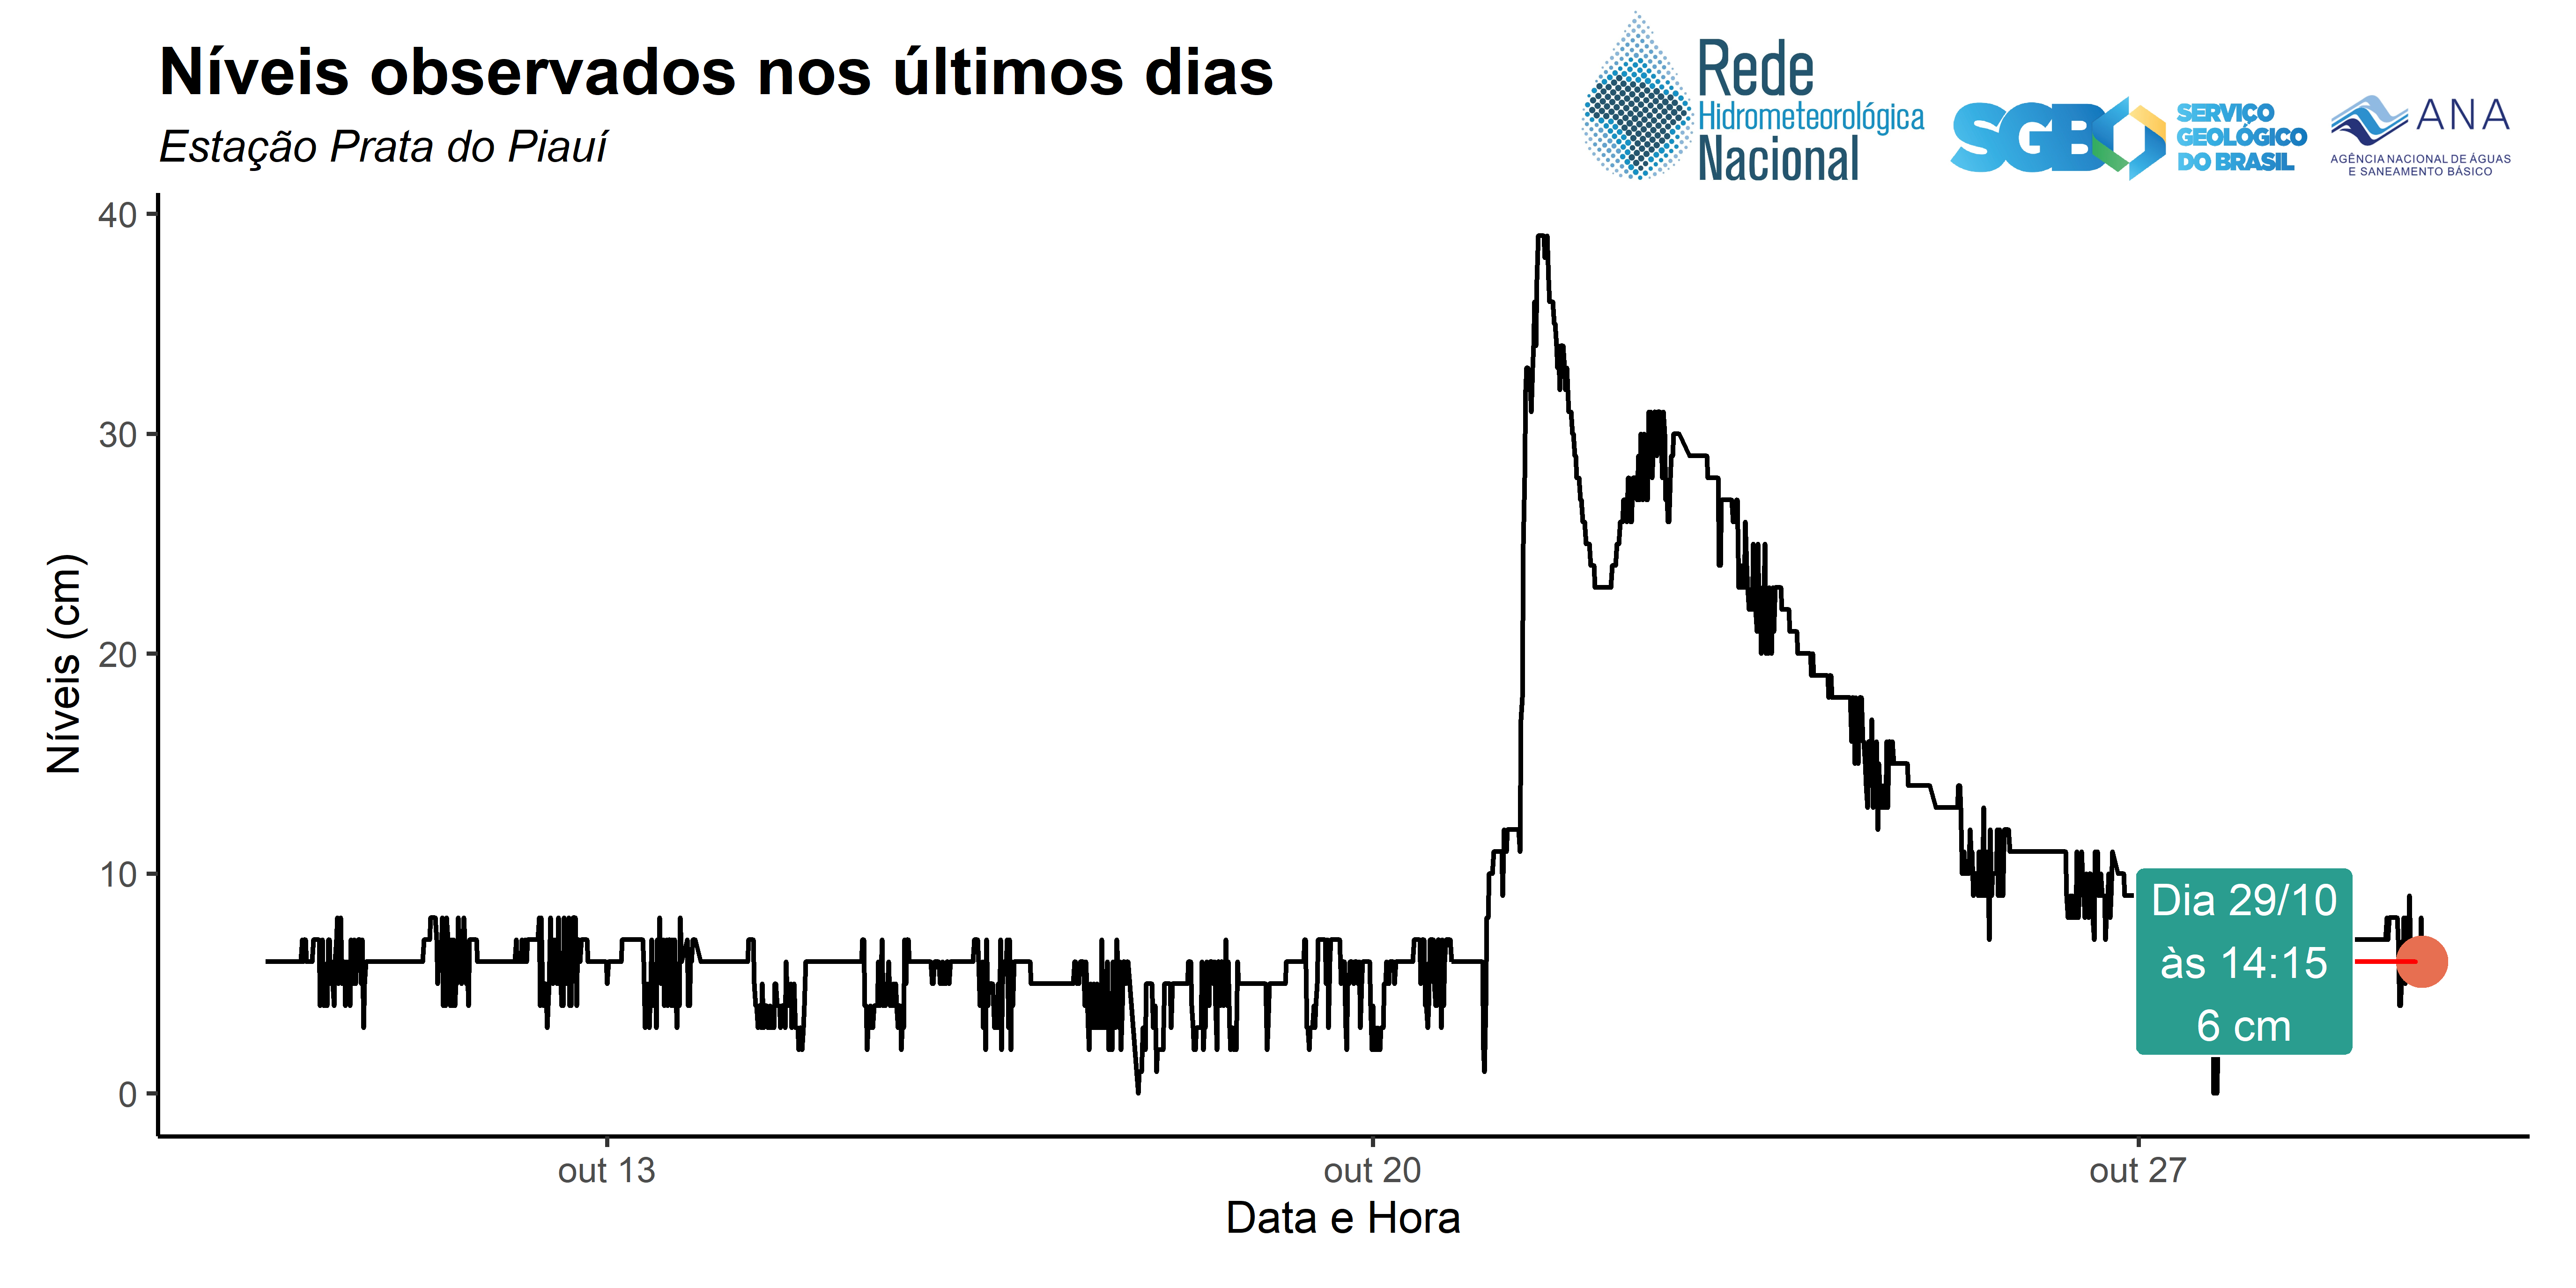 Níveis observados nos últimos dias
Estação Prata do Piauí
Rede
Hidrometeorológica
Nacional
SGB
SERVIÇO
GEOLÓGICO
DO BRASIL
ANA
AGÊNCIA NACIONAL DE ÁGUAS
E SANEAMENTO BÁSICO
Níveis (cm)
40
30
20
10
0
Dia 29/10
às 14:15
6 cm
out 13
out 20
out 27
Data e Hora